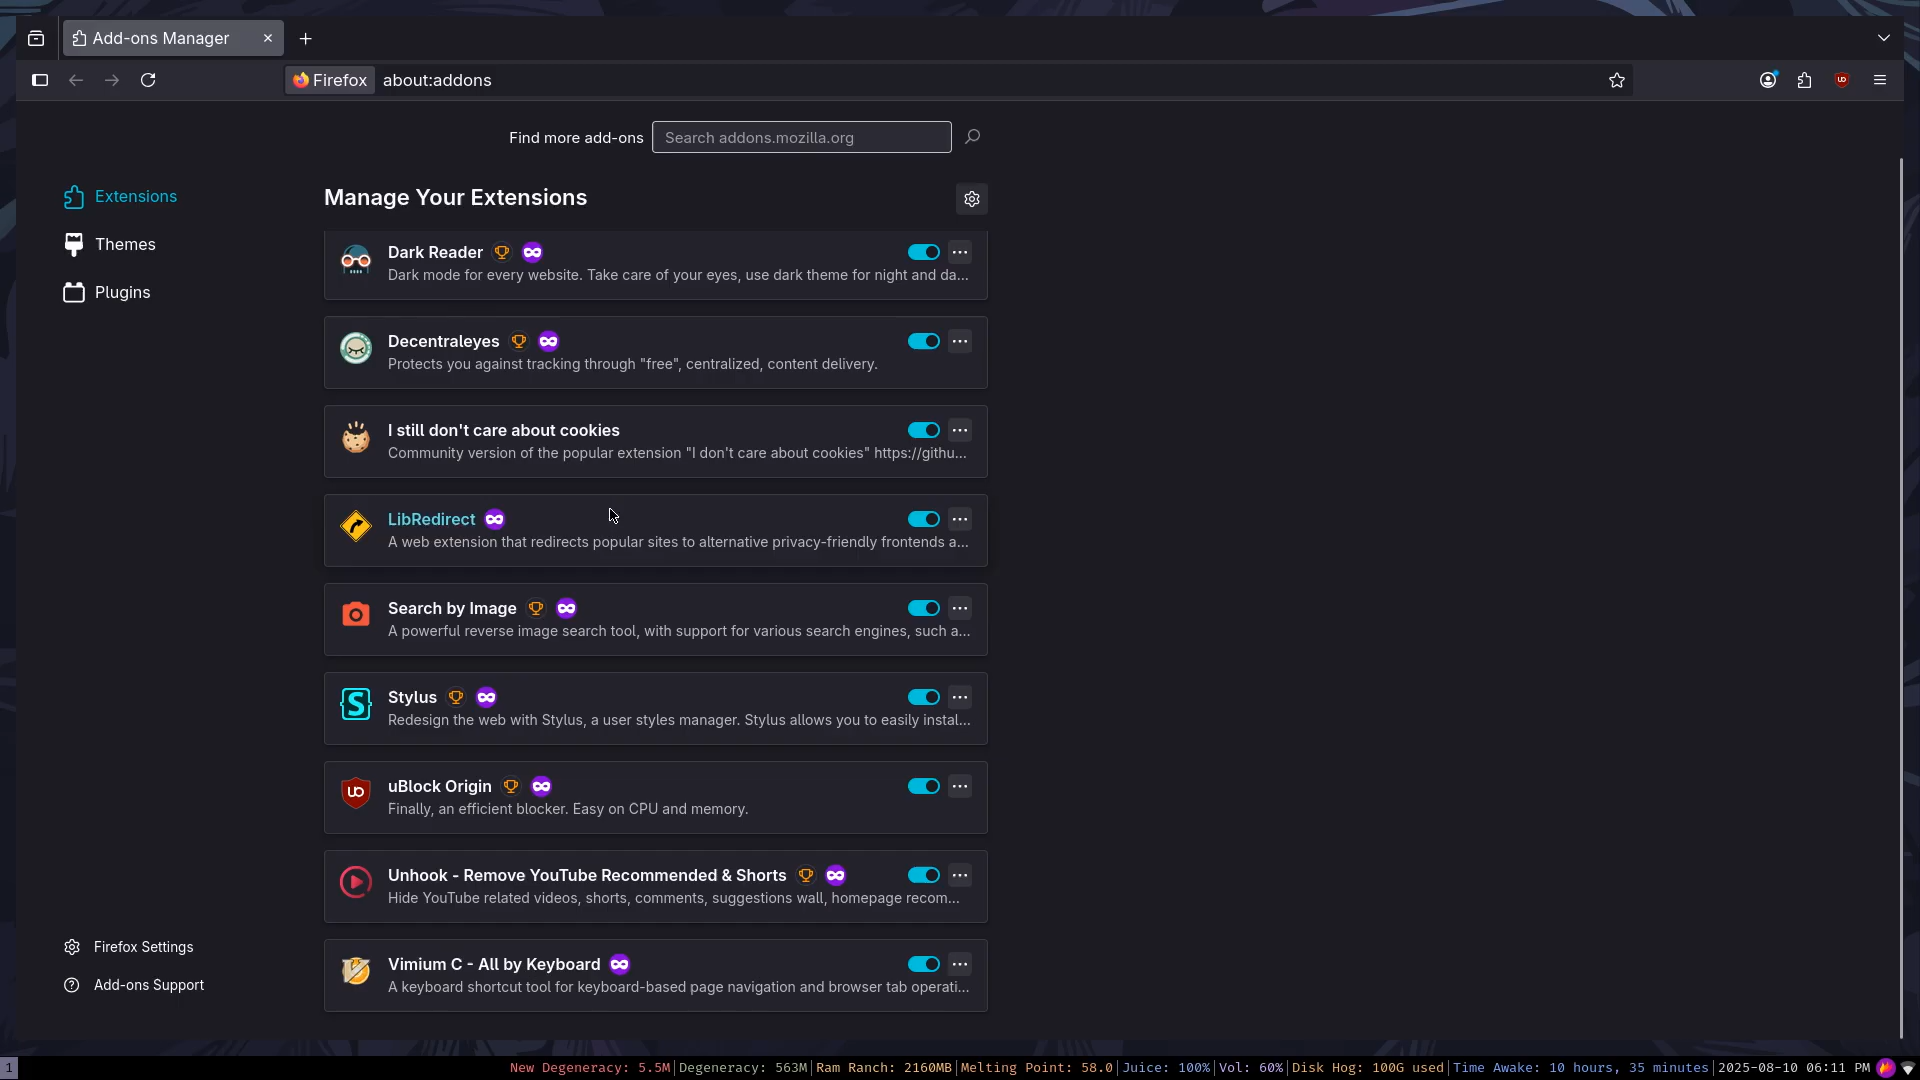 Add-ons Manager
Firefox
about:addons
Find more add-ons
Search addons.mozilla.org
Extensions
Themes
Plugins
Manage Your Extensions
Dark Reader
Dark mode for every website. Take care of your eyes, use dark theme for night and da...
Decentraleyes
Protects you against tracking through "free", centralized, content delivery.
I still don't care about cookies
Community version of the popular extension "I don't care about cookies" https://githu...
LibRedirect
A web extension that redirects popular sites to alternative privacy-friendly frontends a...
Search by Image
A powerful reverse image search tool, with support for various search engines, such a...
Stylus
Redesign the web with Stylus, a user styles manager. Stylus allows you to easily instal...
uBlock Origin
Finally, an efficient blocker. Easy on CPU and memory.
Unhook - Remove YouTube Recommended & Shorts
Hide YouTube related videos, shorts, comments, suggestions wall, homepage recom...
Vimium C - All by Keyboard
A keyboard shortcut tool for keyboard-based page navigation and browser tab operati...
Firefox Settings
Add-ons Support
1
New Degeneracy: 5.5M|Degeneracy: 563M|Ram Ranch: 2160MB|Melting Point: 58.0|Juice: 100%|Vol: 60%|Disk Hog: 100G used|Time Awake: 10 hours, 35 minutes|2025-08-10 06:11 PM